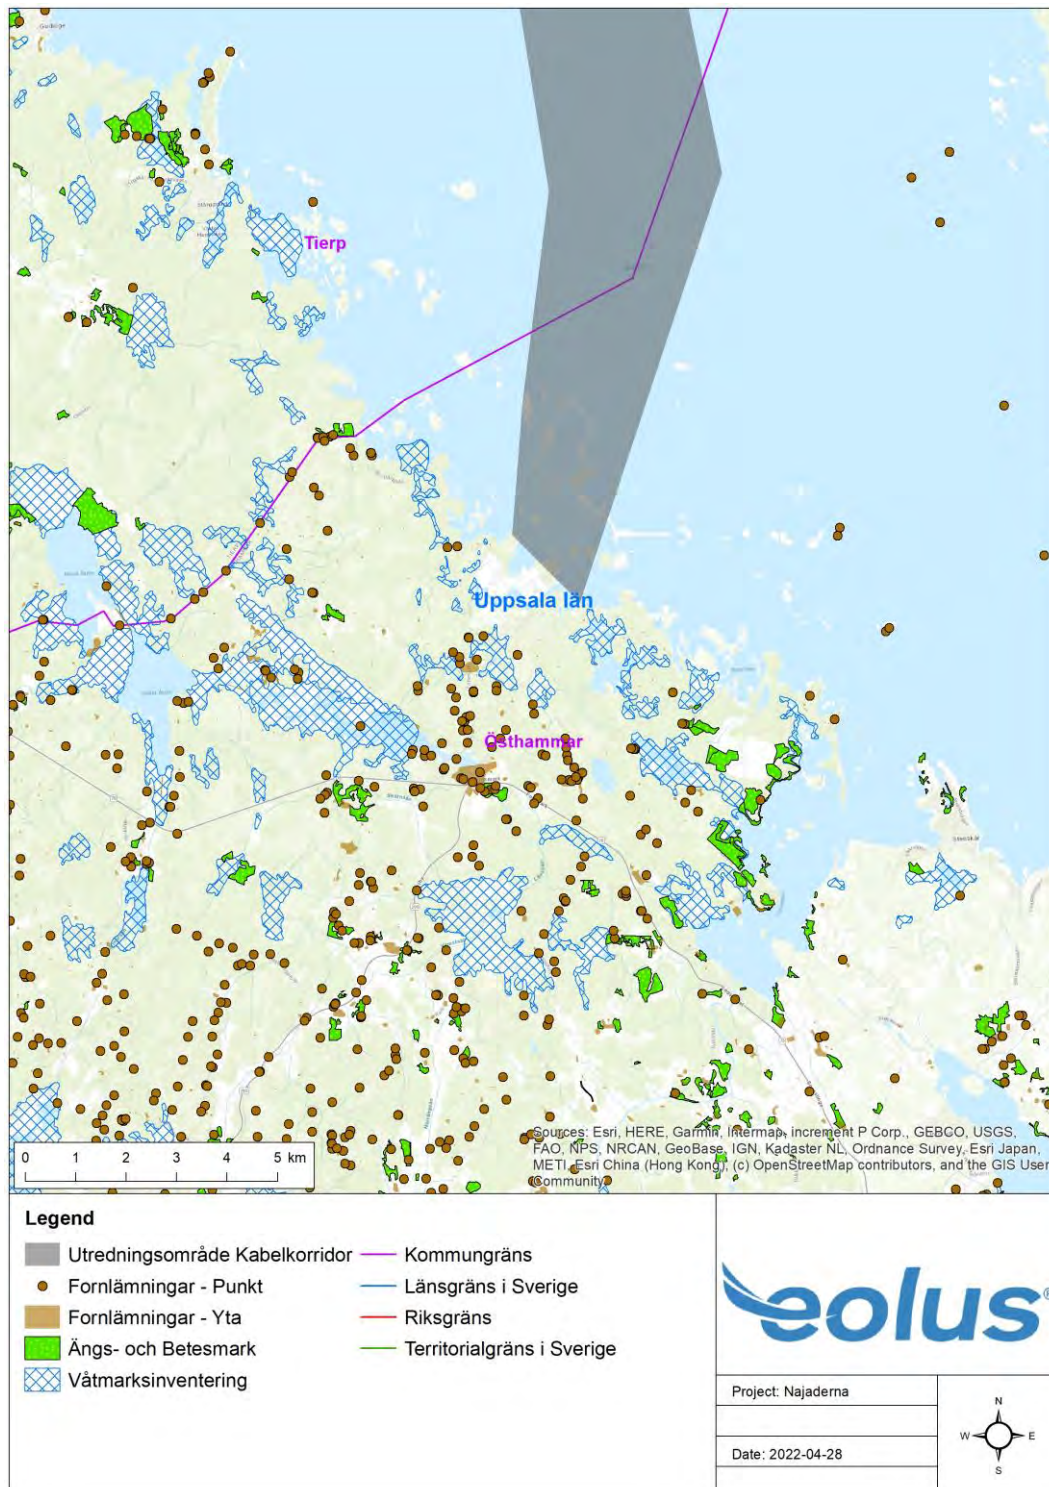 Tierp
Uppsala län
Östhammar
Sources: Esri, HERE, Garmin, Intermap, increment P Corp., GEBCO, USGS,
FAO, NPS, NRCAN, GeoBase, IGN, Kadaster NL, Ordnance Survey, Esri Japan,
METI, Esri China (Hong Kong), (c) OpenStreetMap contributors, and the GIS User
Community
0 1 2 3 4 5 km
Legend
Utredningsområde Kabelkorridor
Fornlämningar - Punkt
Fornlämningar - Yta
Ängs- och Betesmark
Våtmarksinventering
Kommungräns
Länsgräns i Sverige
Riksgräns
Territorialgräns i Sverige
eolus®
Project: Najaderna
Date: 2022-04-28
N
W E
S